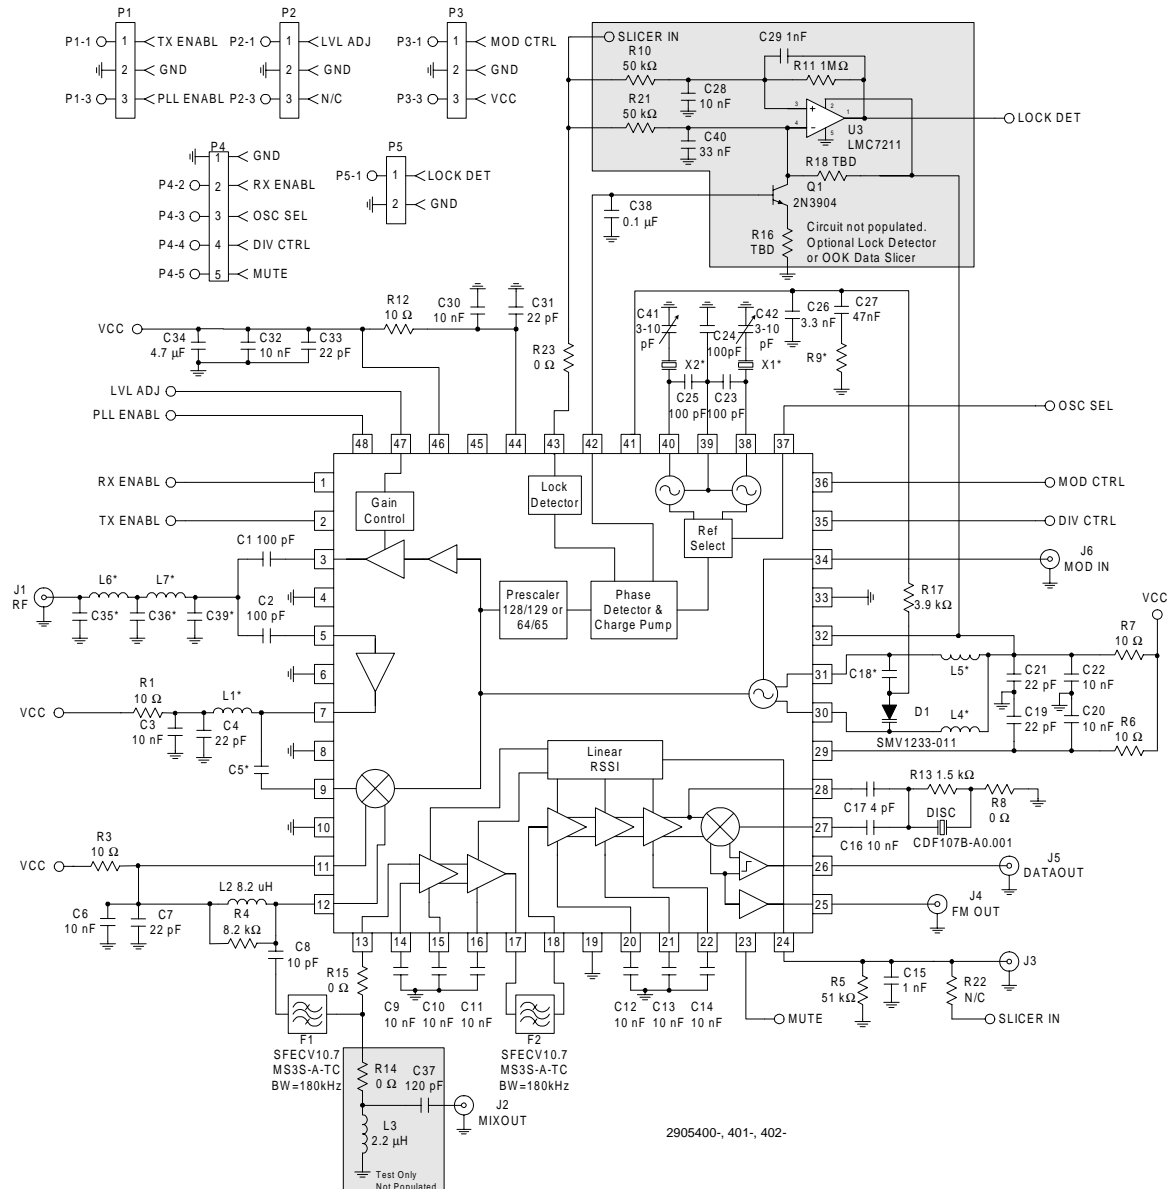 P1
P1-1
1
TX ENABL
2
GND
P1-3
3
PLL ENABL
P2
P2-1
1
LVL ADJ
2
GND
P2-3
3
N/C
P3
P3-1
1
MOD CTRL
2
GND
P3-3
3
VCC
P4
1
GND
P4-2
2
RX ENABL
P4-3
3
OSC SEL
P4-4
4
DIV CTRL
P4-5
5
MUTE
P5
P5-1
1
LOCK DET
2
GND
SLICER IN
R10
50 kΩ
R21
50 kΩ
C28
10 nF
C40
33 nF
C29 1nF
R11 1MΩ
3
+
4
-
2
1
5
U3
LMC7211
LOCK DET
R18 TBD
Q1
2N3904
C38
0.1 µF
R16
TBD
Circuit not populated.
Optional Lock Detector
or OOK Data Slicer
VCC
C34
4.7 µF
C32
10 nF
C33
22 pF
R12
10 Ω
C30
10 nF
C31
22 pF
R23
0 Ω
C41
3-10
pF
C24
100pF
C42
3-10
pF
X2*
X1*
C25
100 pF
C23
100 pF
C26
3.3 nF
C27
47nF
R9*
LVL ADJ
PLL ENABL
OSC SEL
48
47
46
45
44
43
42
41
40
39
38
37
RX ENABL
1
TX ENABL
2
3
4
5
6
7
8
9
10
11
12
36
MOD CTRL
35
DIV CTRL
34
J6
MOD IN
33
32
31
30
29
28
27
26
25
Gain
Control
Lock
Detector
Ref
Select
Prescaler
128/129 or
64/65
Phase
Detector &
Charge Pump
Linear
RSSI
C1 100 pF
J1
RF
L6*
L7*
C35*
C36*
C39*
C2
100 pF
VCC
R1
10 Ω
L1*
C3
10 nF
C4
22 pF
C5*
VCC
R3
10 Ω
L2 8.2 uH
R4
8.2 kΩ
C6
10 nF
C7
22 pF
C8
10 pF
R17
3.9 kΩ
VCC
R7
10 Ω
C18*
L5*
C21
22 pF
C22
10 nF
D1
L4*
C19
22 pF
C20
10 nF
R6
10 Ω
SMV1233-011
R13 1.5 kΩ
R8
0 Ω
C17 4 pF
DISC
C16 10 nF
CDF107B-A0.001
J5
DATAOUT
J4
FM OUT
13
14
15
16
17
18
19
20
21
22
23
24
R15
0 Ω
C9
10 nF
C10
10 nF
C11
10 nF
C12
10 nF
C13
10 nF
C14
10 nF
MUTE
R5
51 kΩ
C15
1 nF
R22
N/C
J3
SLICER IN
F1
SFECV10.7
MS3S-A-TC
BW=180kHz
F2
SFECV10.7
MS3S-A-TC
BW=180kHz
R14
0 Ω
C37
120 pF
J2
MIXOUT
L3
2.2 µH
Test Only
Not Populated
2905400-, 401-, 402-